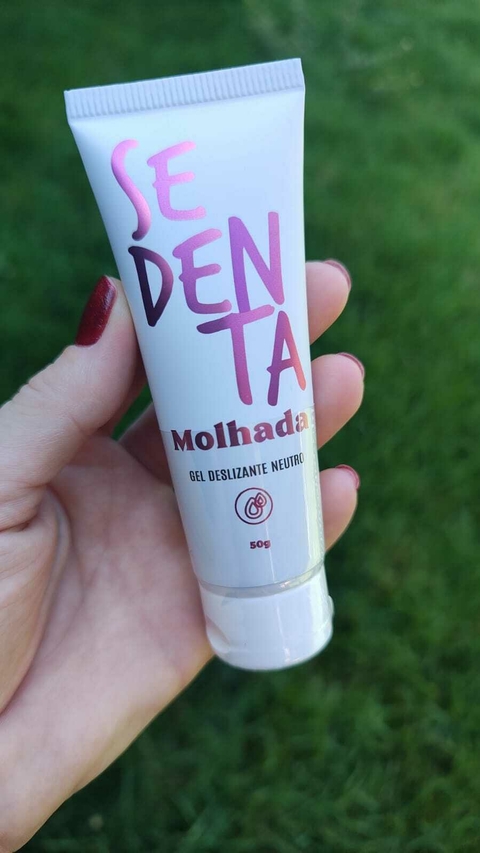 SE
DEN
TA
Molhada
GEL DESLIZANTE NEUTRO
50g